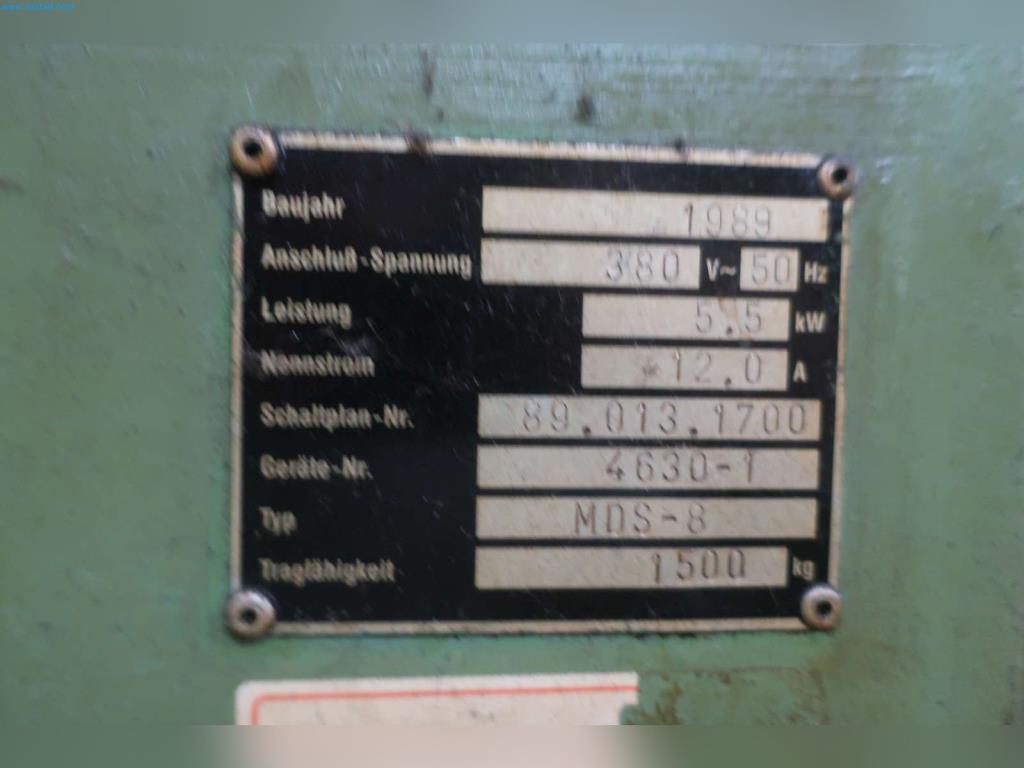 Baujahr 1989
Anschluß-Spannung 380 V~ 50 Hz
Leistung 5.5 kW
Nennstrom 12.0 A
Schaltplan-Nr. 89.013.1700
Geräte-Nr. 4630-1
Typ MDS-8
Tragfähigkeit 1500 kg